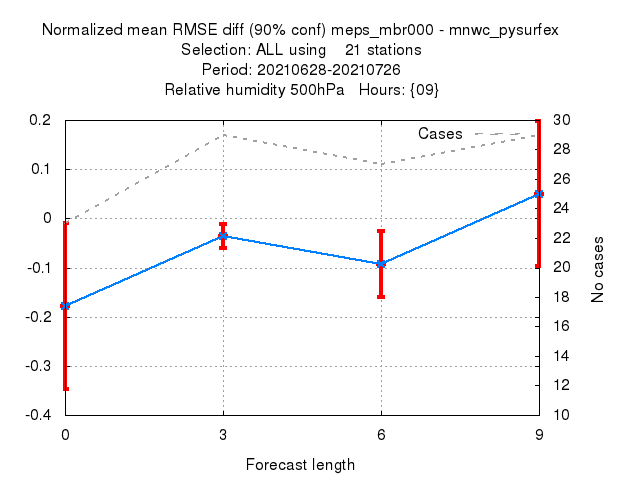 Normalized mean RMSE diff (90% conf) meps_mbr000 - mnwc_pysurfex
Selection: ALL using 21 stations
Period: 20210628-20210726
Relative humidity 500hPa Hours: {09}
0.2
0.1
0
-0.1
-0.2
-0.3
-0.4
Cases
30
28
26
24
22
20
18
16
14
12
10
No cases
0 3 6 9
Forecast length